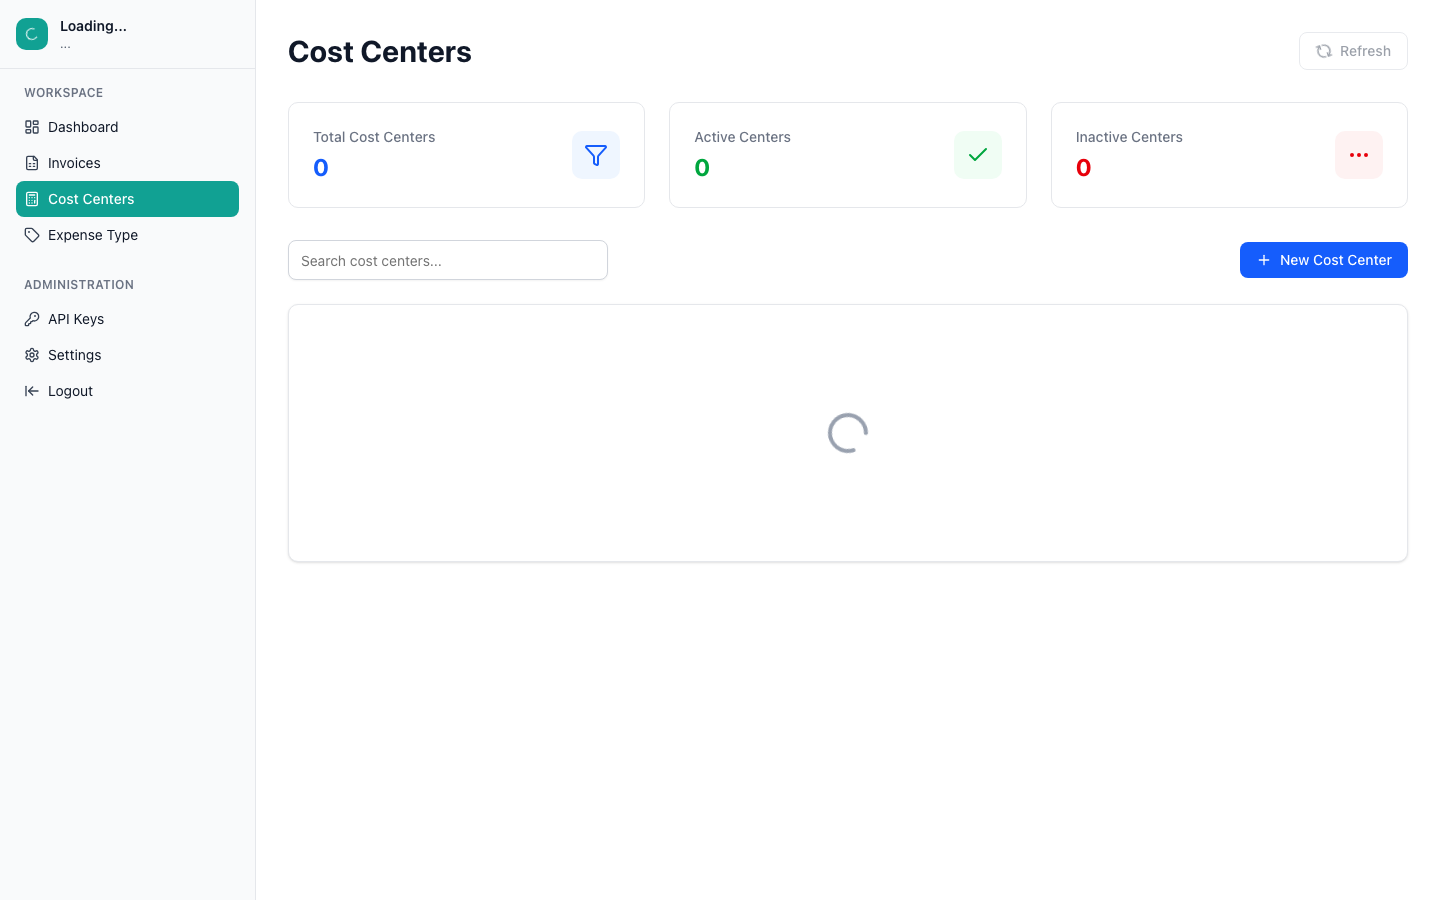 Loading...
...
WORKSPACE
Dashboard
Invoices
Cost Centers
Expense Type
ADMINISTRATION
API Keys
Settings
Logout
Cost Centers
Refresh
Total Cost Centers
0
Active Centers
0
Inactive Centers
0
Search cost centers...
New Cost Center